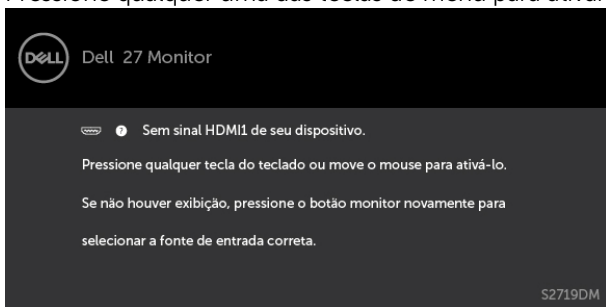 Pressione qualquer uma das teclas do menu para ativar
DELL
Dell 27 Monitor
Sem sinal HDMI1 de seu dispositivo.
Pressione qualquer tecla do teclado ou move o mouse para ativá-lo.
Se não houver exibição, pressione o botão monitor novamente para
selecionar a fonte de entrada correta.
S2719DM